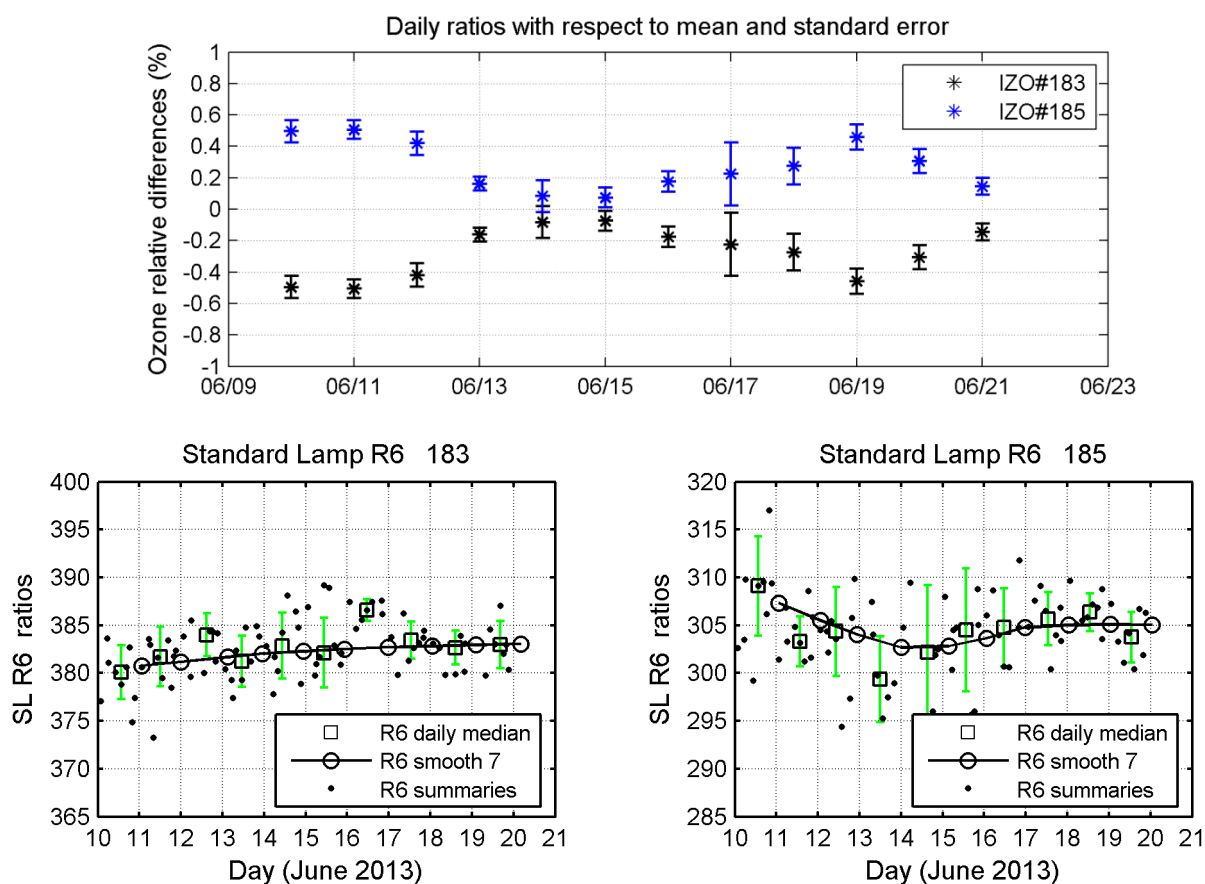 Daily ratios with respect to mean and standard error
Ozone relative differences (%)
1
0.8
0.6
0.4
0.2
0
-0.2
-0.4
-0.6
-0.8
-1
06/09 06/11 06/13 06/15 06/17 06/19 06/21 06/23
IZO#183
IZO#185
Standard Lamp R6 183
SL R6 ratios
400
395
390
385
380
375
370
365
10 11 12 13 14 15 16 17 18 19 20 21
Day (June 2013)
R6 daily median
R6 smooth 7
R6 summaries
Standard Lamp R6 185
SL R6 ratios
320
315
310
305
300
295
290
285
10 11 12 13 14 15 16 17 18 19 20 21
Day (June 2013)
R6 daily median
R6 smooth 7
R6 summaries